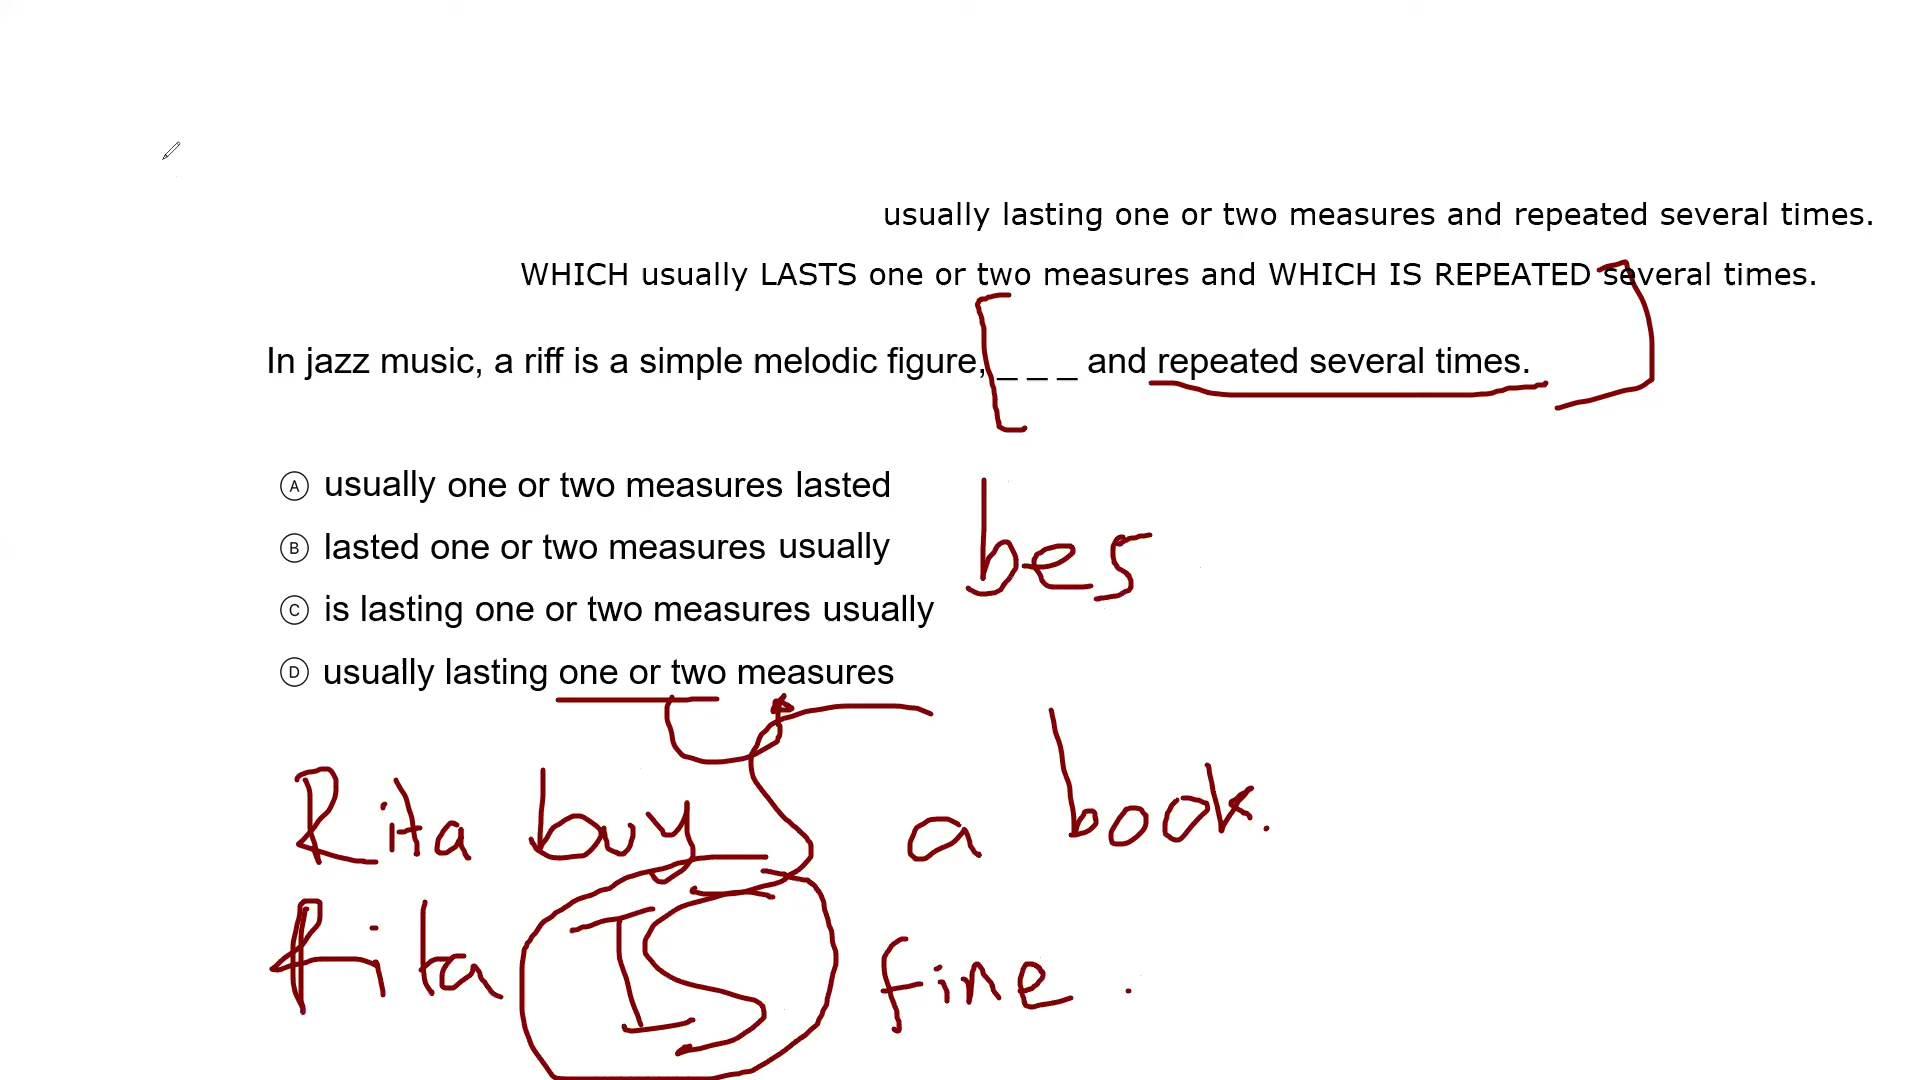 usually lasting one or two measures and repeated several times.
WHICH usually LASTS one or two measures and WHICH IS REPEATED several times.
In jazz music, a riff is a simple melodic figure, _ _ _ and repeated several times.
A usually one or two measures lasted
B lasted one or two measures usually
bes
C is lasting one or two measures usually
D usually lasting one or two measures
Rita buy a book.
Rita IS fine.